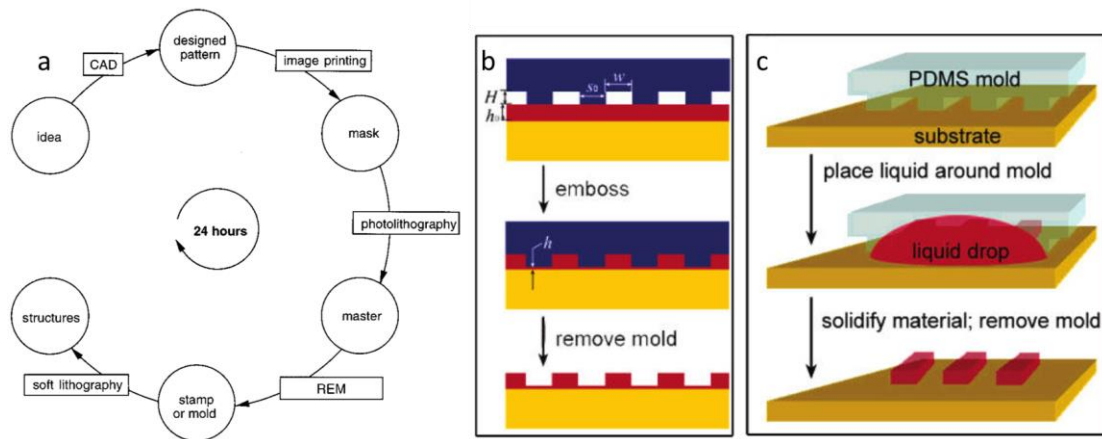 a
designed
pattern
CAD
image printing
idea
mask
24 hours
photolithography
structures
master
soft lithography
REM
stamp
or mold
b
s₀
w
H
h₀
emboss
h
remove mold
c
PDMS mold
substrate
place liquid around mold
liquid drop
solidify material; remove mold